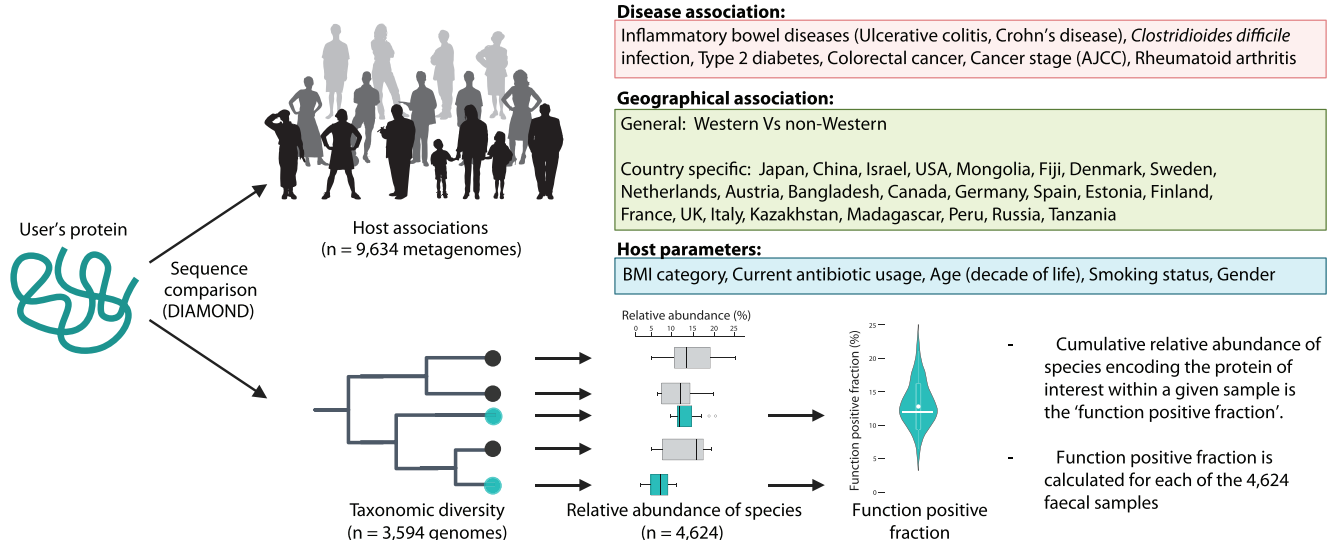 Disease association:
Inflammatory bowel diseases (Ulcerative colitis, Crohn's disease), Clostridioides difficile
infection, Type 2 diabetes, Colorectal cancer, Cancer stage (AJCC), Rheumatoid arthritis
Geographical association:
General: Western Vs non-Western
Country specific: Japan, China, Israel, USA, Mongolia, Fiji, Denmark, Sweden,
Netherlands, Austria, Bangladesh, Canada, Germany, Spain, Estonia, Finland,
France, UK, Italy, Kazakhstan, Madagascar, Peru, Russia, Tanzania
Host parameters:
BMI category, Current antibiotic usage, Age (decade of life), Smoking status, Gender
Host associations
(n = 9,634 metagenomes)
User's protein
Sequence
comparison
(DIAMOND)
Taxonomic diversity
(n = 3,594 genomes)
Relative abundance (%)
0 5 10 15 20 25
Relative abundance of species
(n = 4,624)
Function positive fraction (%)
25
20
15
10
5
0
Function positive
fraction
- Cumulative relative abundance of
species encoding the protein of
interest within a given sample is
the 'function positive fraction'.
- Function positive fraction is
calculated for each of the 4,624
faecal samples